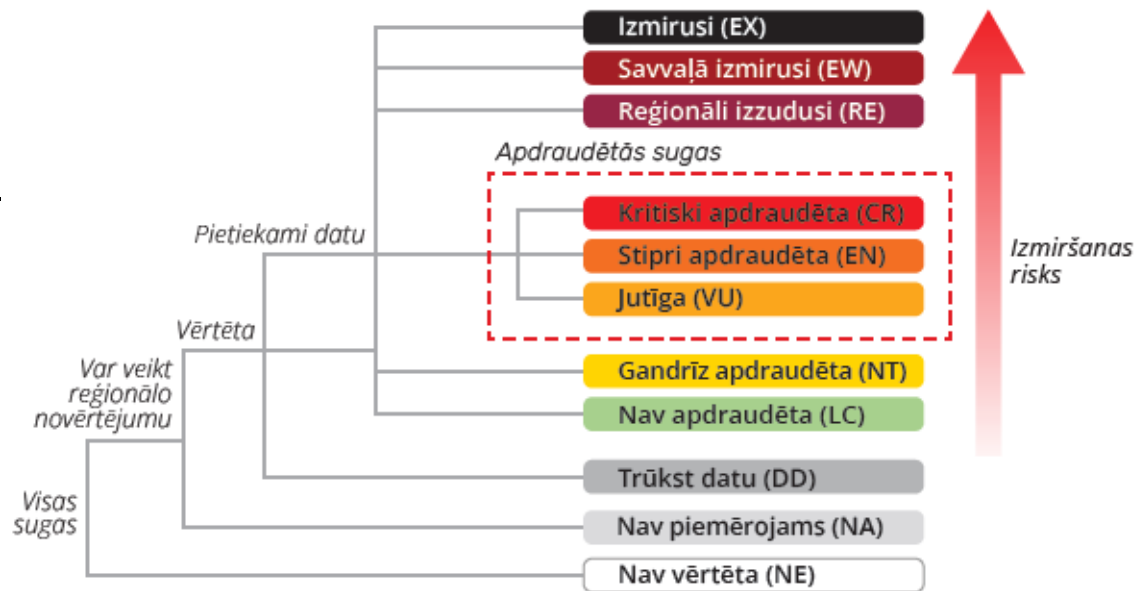 Izmirusi (EX)
Savvaļā izmirusi (EW)
Reģionāli izzudusi (RE)
Apdraudētās sugas
Kritiski apdraudēta (CR)
Pietiekami datu
Stipri apdraudēta (EN)
Izmiršanas
risks
Jutīga (VU)
Vērtēta
Var veikt
reģionālo
novērtējumu
Gandrīz apdraudēta (NT)
Nav apdraudēta (LC)
Trūkst datu (DD)
Visas
sugas
Nav piemērojams (NA)
Nav vērtēta (NE)